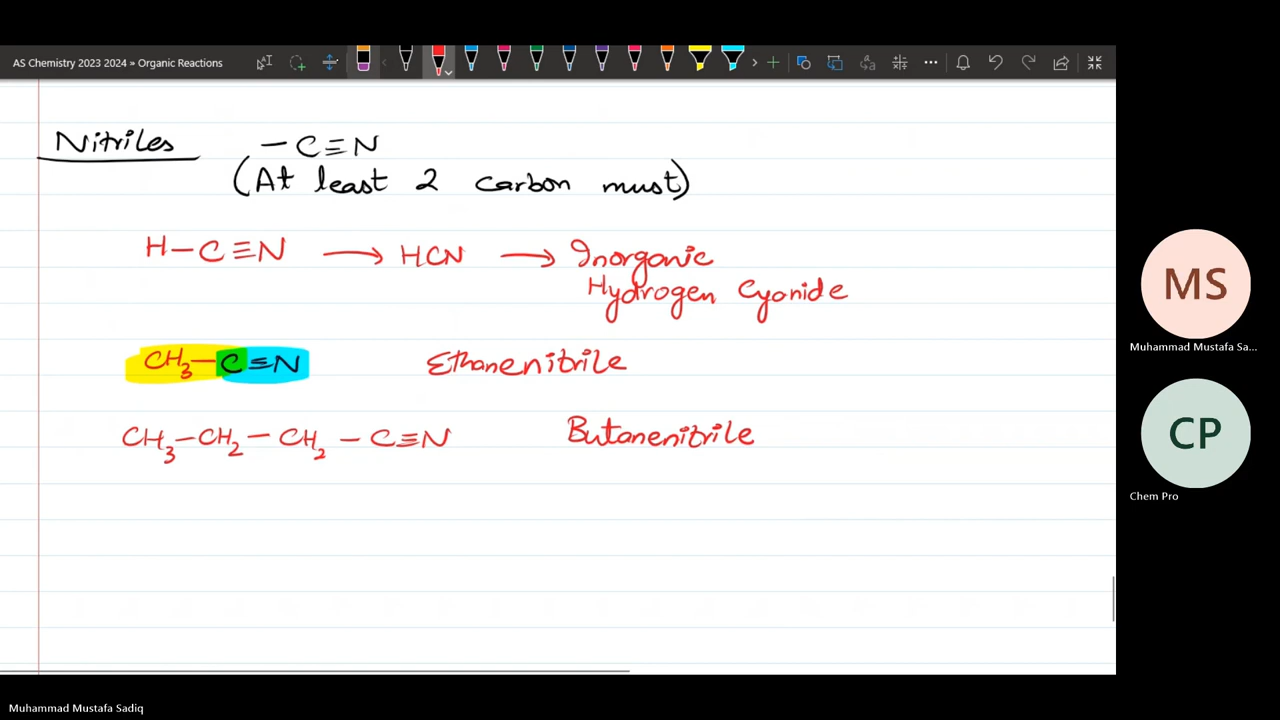 AS Chemistry 2023 2024 » Organic Reactions
Nitriles –C≡N
(At least 2 carbon must)
H–C≡N → HCN → Inorganic
Hydrogen Cyanide
CH₃–C≡N Ethanenitrile
CH₃–CH₂–CH₂–C≡N Butanenitrile
MS
Muhammad Mustafa Sa...
CP
Chem Pro
Muhammad Mustafa Sadiq